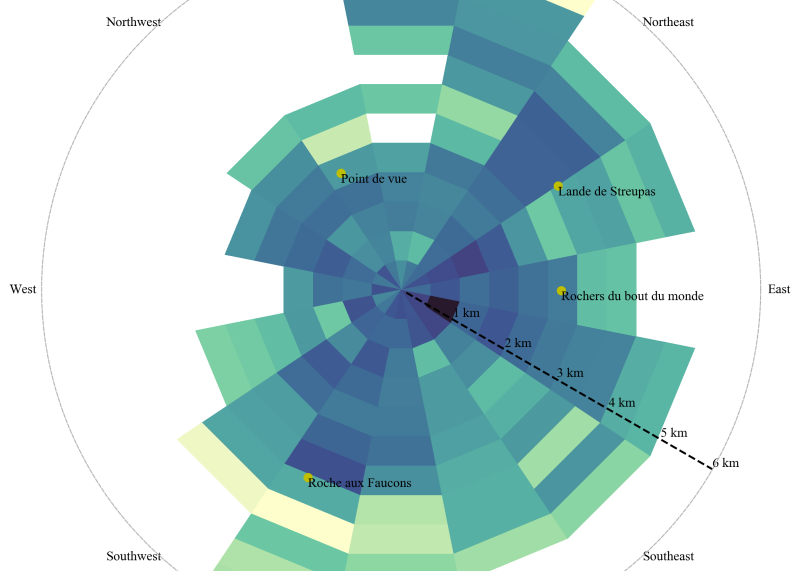 Northwest
Northeast
Point de vue
Lande de Streupas
West
East
Rochers du bout du monde
1 km
2 km
3 km
4 km
5 km
6 km
Roche aux Faucons
Southwest
Southeast